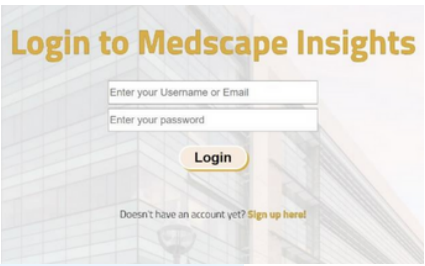 Login to Medscape Insights
Enter your Username or Email
Enter your password
Login
Doesn't have an account yet? Sign up here!